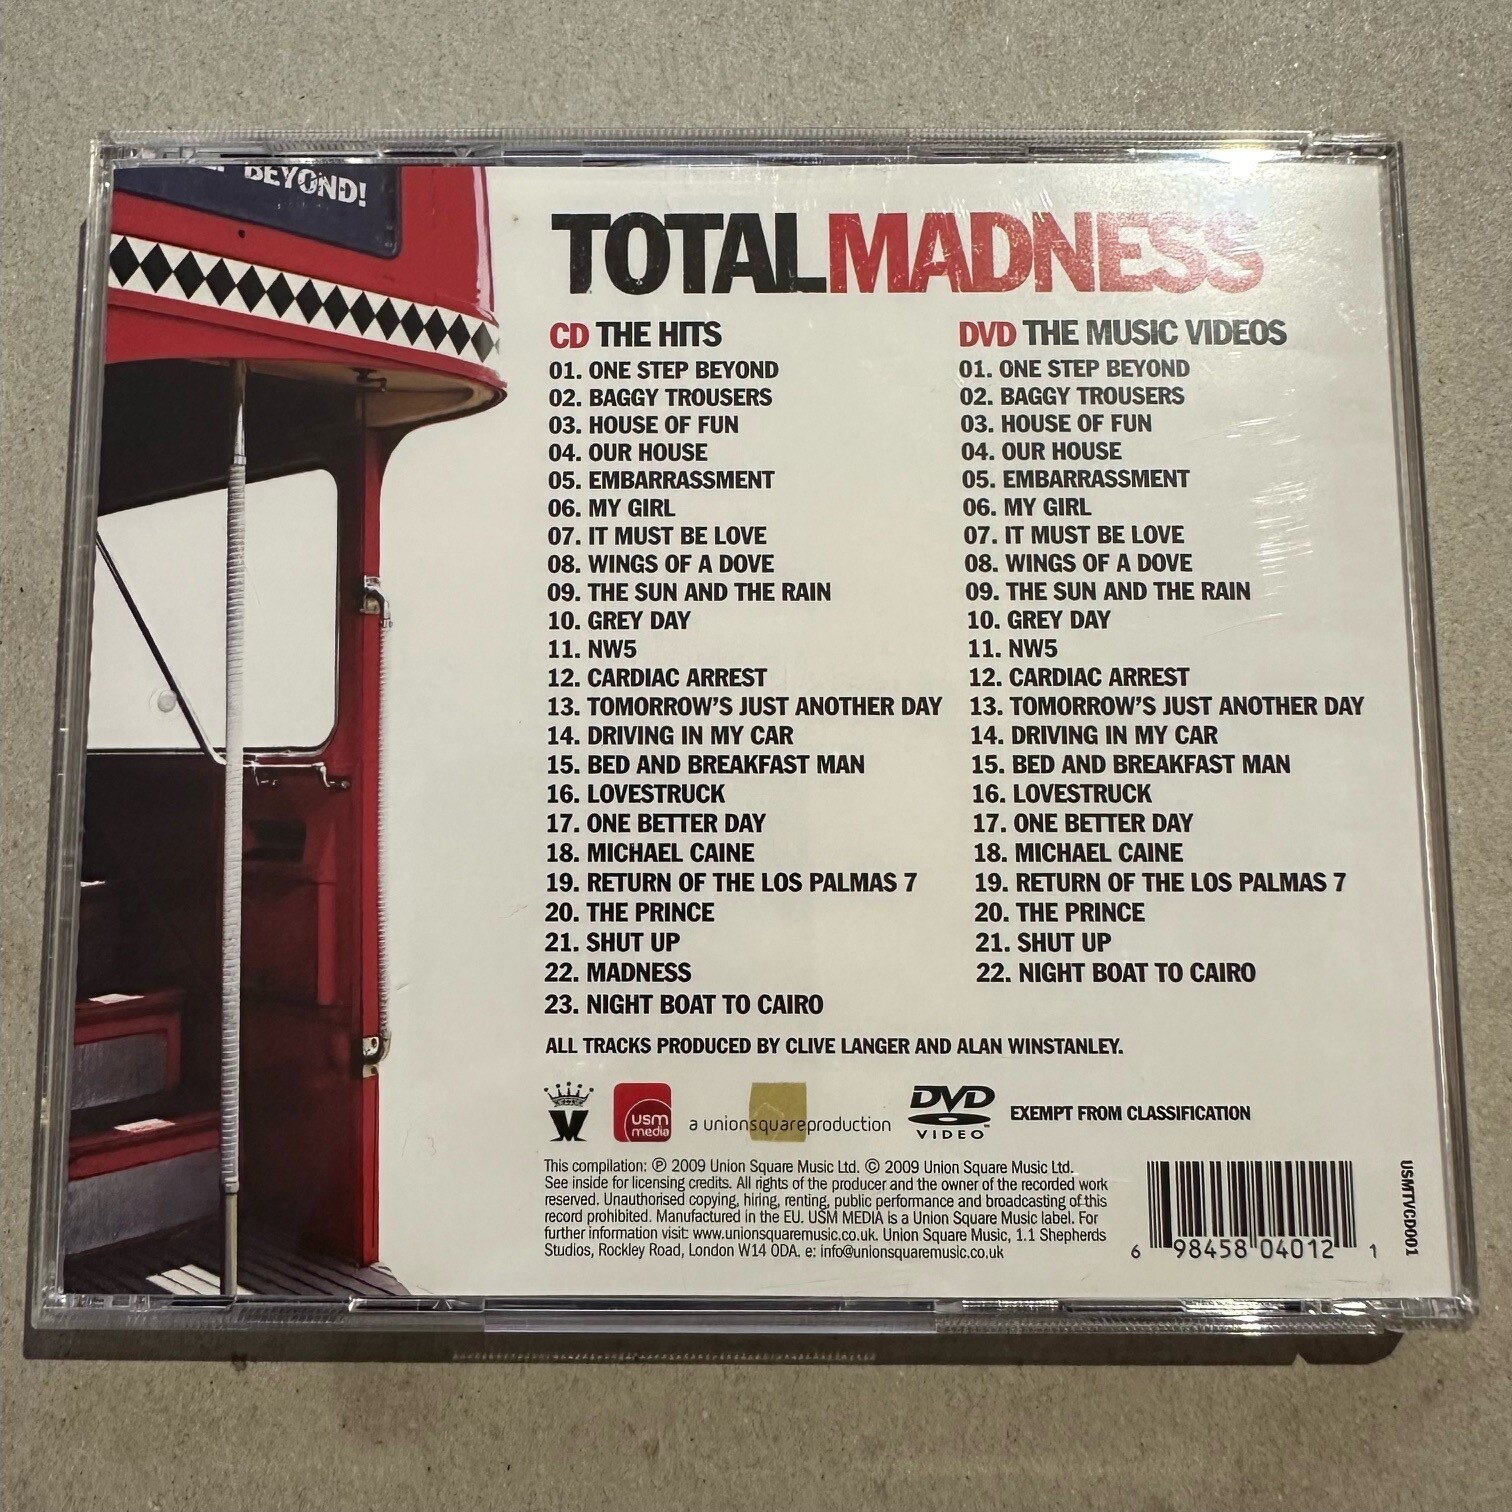 BEYOND!
TOTALMADNESS
CD THE HITS
01. ONE STEP BEYOND
02. BAGGY TROUSERS
03. HOUSE OF FUN
04. OUR HOUSE
05. EMBARRASSMENT
06. MY GIRL
07. IT MUST BE LOVE
08. WINGS OF A DOVE
09. THE SUN AND THE RAIN
10. GREY DAY
11. NW5
12. CARDIAC ARREST
13. TOMORROW'S JUST ANOTHER DAY
14. DRIVING IN MY CAR
15. BED AND BREAKFAST MAN
16. LOVESTRUCK
17. ONE BETTER DAY
18. MICHAEL CAINE
19. RETURN OF THE LOS PALMAS 7
20. THE PRINCE
21. SHUT UP
22. MADNESS
23. NIGHT BOAT TO CAIRO
DVD THE MUSIC VIDEOS
01. ONE STEP BEYOND
02. BAGGY TROUSERS
03. HOUSE OF FUN
04. OUR HOUSE
05. EMBARRASSMENT
06. MY GIRL
07. IT MUST BE LOVE
08. WINGS OF A DOVE
09. THE SUN AND THE RAIN
10. GREY DAY
11. NW5
12. CARDIAC ARREST
13. TOMORROW'S JUST ANOTHER DAY
14. DRIVING IN MY CAR
15. BED AND BREAKFAST MAN
16. LOVESTRUCK
17. ONE BETTER DAY
18. MICHAEL CAINE
19. RETURN OF THE LOS PALMAS 7
20. THE PRINCE
21. SHUT UP
22. NIGHT BOAT TO CAIRO
ALL TRACKS PRODUCED BY CLIVE LANGER AND ALAN WINSTANLEY.
M
usm
media
a unionsquareproduction
DVD
VIDEO™
EXEMPT FROM CLASSIFICATION
This compilation: ℗ 2009 Union Square Music Ltd. © 2009 Union Square Music Ltd.
See inside for licensing credits. All rights of the producer and the owner of the recorded work
reserved. Unauthorised copying, hiring, renting, public performance and broadcasting of this
record prohibited. Manufactured in the EU. USM MEDIA is a Union Square Music label. For
further information visit: www.unionsquaremusic.co.uk. Union Square Music, 1.1 Shepherds
Studios, Rockley Road, London W14 0DA. e: info@unionsquaremusic.co.uk
6 98458 04012 1
USMTVCD001